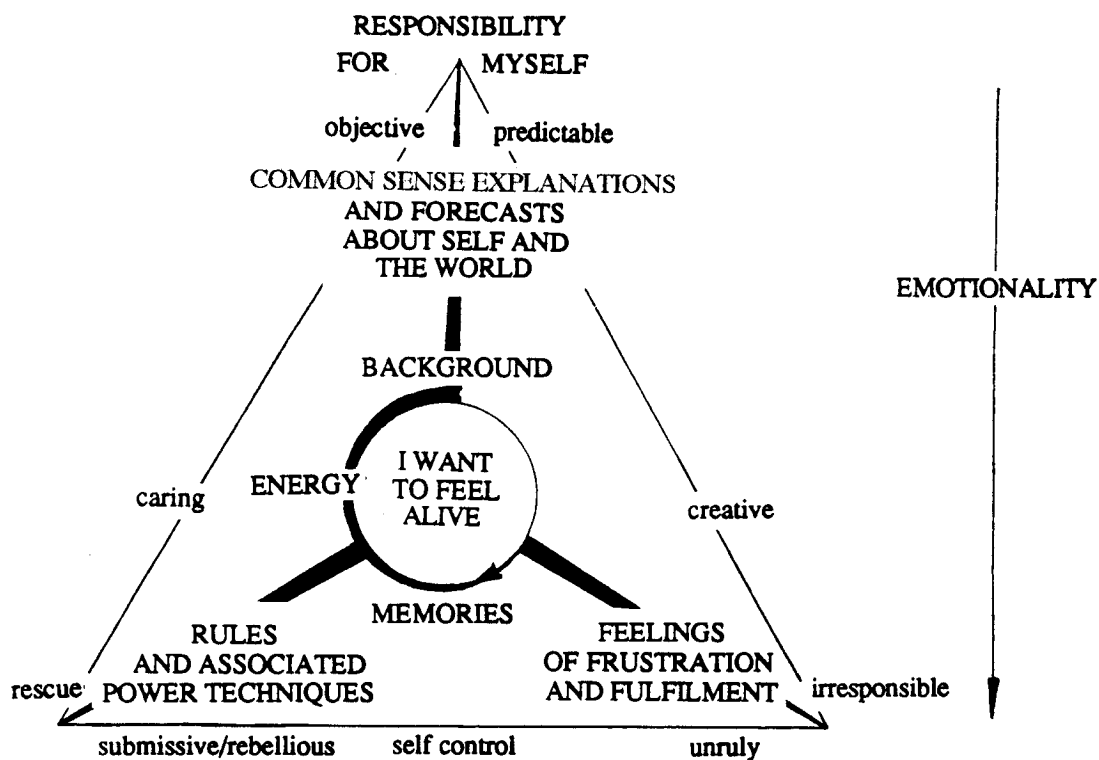 RESPONSIBILITY
FOR MYSELF
objective predictable
COMMON SENSE EXPLANATIONS
AND FORECASTS
ABOUT SELF AND
THE WORLD
EMOTIONALITY
BACKGROUND
I WANT
TO FEEL
ALIVE
ENERGY
caring
creative
MEMORIES
RULES
AND ASSOCIATED
POWER TECHNIQUES
FEELINGS
OF FRUSTRATION
AND FULFILMENT
rescue
irresponsible
submissive/rebellious self control unruly